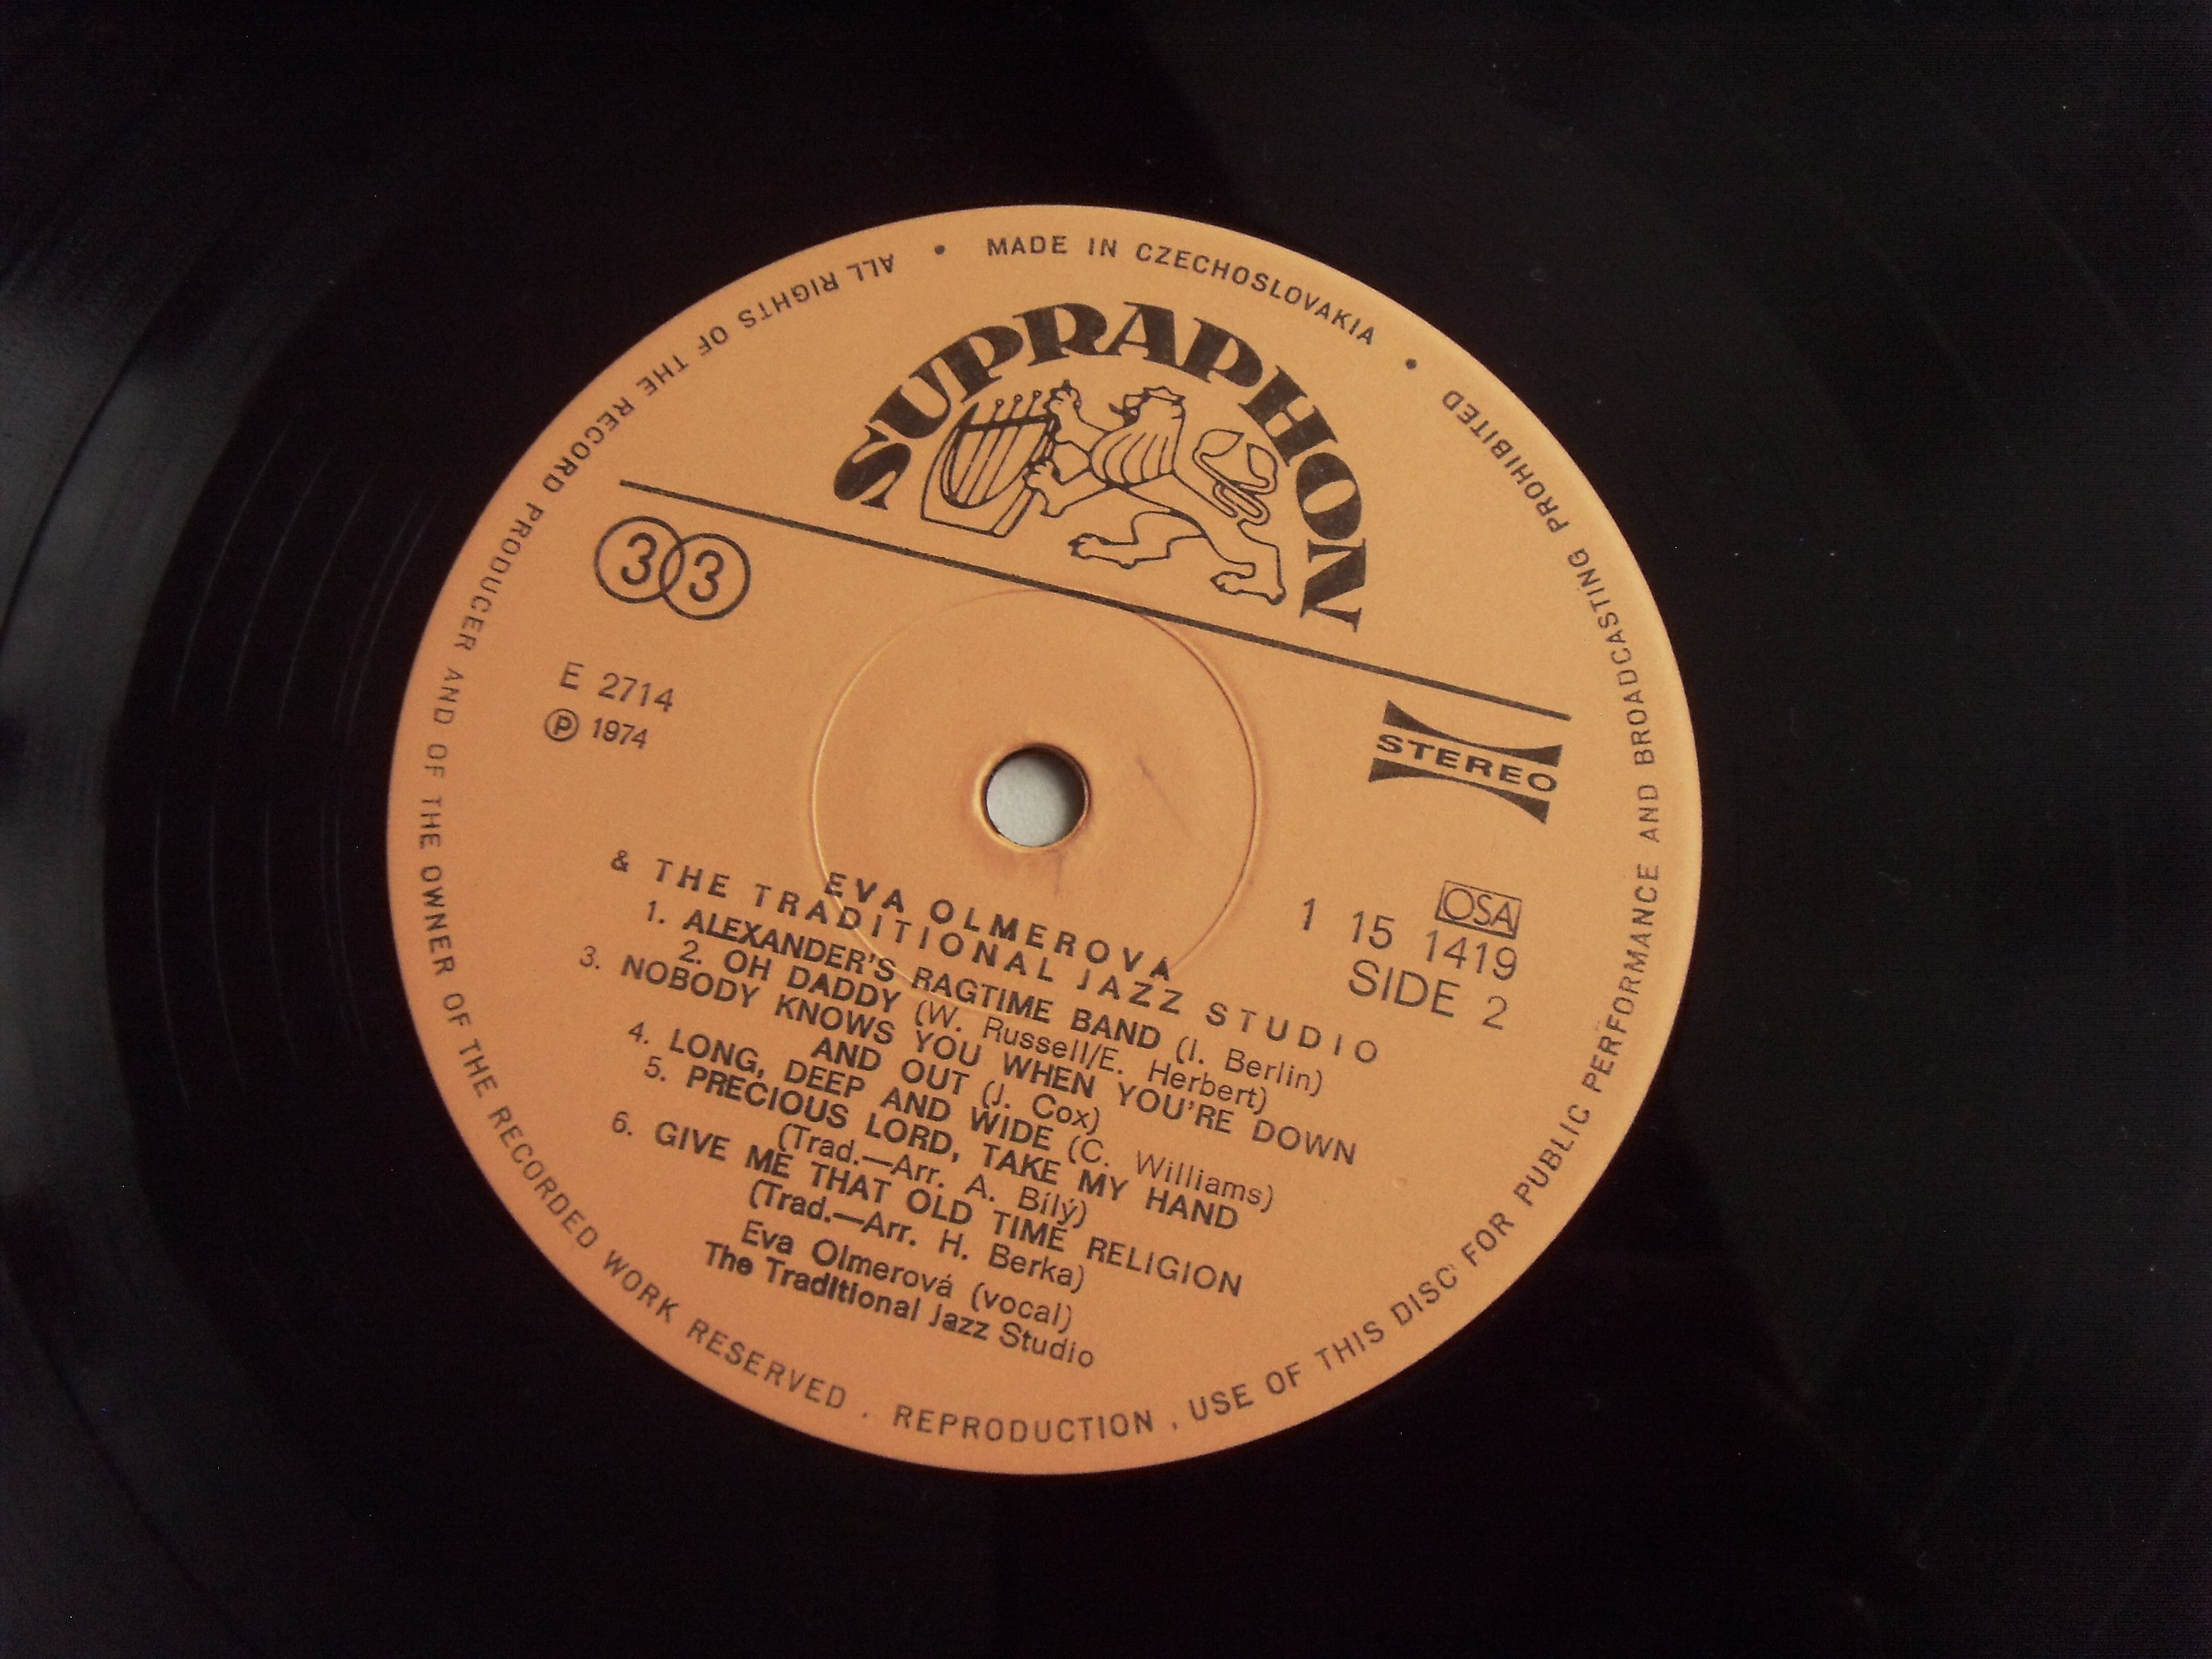 MADE IN CZECHOSLOVAKIA •
SUPRAPHON
33
STEREO
E 2714
Ⓟ 1974
OSA
1 15 1419
SIDE 2
EVA OLMEROVA
& THE TRADITIONAL JAZZ STUDIO
1. ALEXANDER'S RAGTIME BAND (I. Berlin)
2. OH DADDY (W. Russell/E. Herbert)
3. NOBODY KNOWS YOU WHEN YOU'RE DOWN
AND OUT (J. Cox)
4. LONG, DEEP AND WIDE (C. Williams)
5. PRECIOUS LORD, TAKE MY HAND
(Trad.—Arr. A. Bílý)
6. GIVE ME THAT OLD TIME RELIGION
(Trad.—Arr. H. Berka)
Eva Olmerová (vocal)
The Traditional Jazz Studio
ALL RIGHTS OF THE RECORD PRODUCER AND OF THE OWNER OF THE RECORDED WORK RESERVED . REPRODUCTION , USE OF THIS DISC FOR PUBLIC PERFORMANCE AND BROADCASTING PROHIBITED •